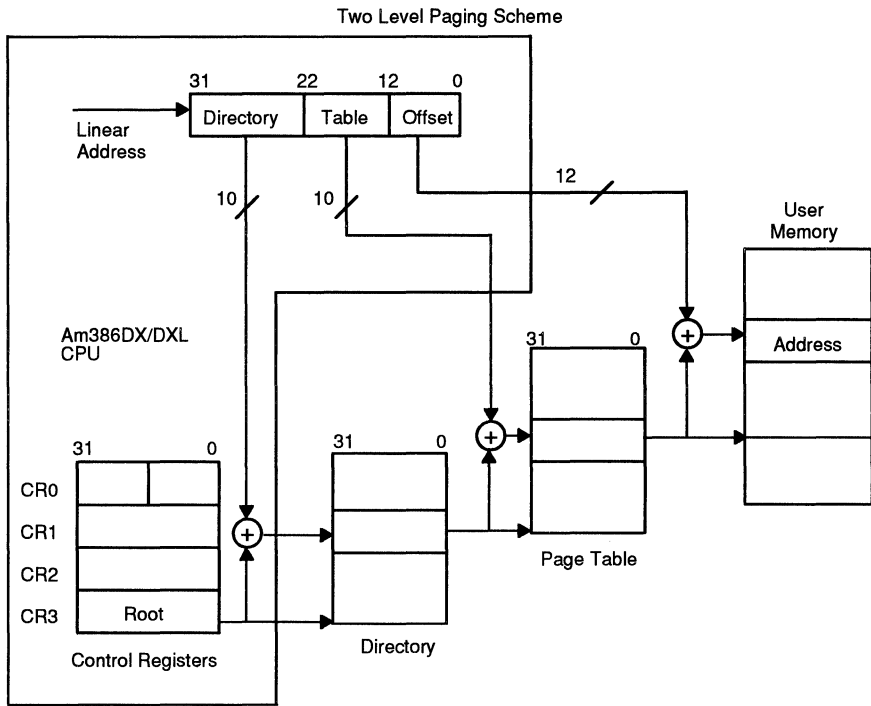 Two Level Paging Scheme
31 22 12 0
Directory Table Offset
Linear
Address
10 10 12
User
Memory
Am386DX/DXL
CPU
Address
31 0
31 0
31 0
CR0
CR1
CR2
CR3 Root
Page Table
Directory
Control Registers
+
+
+